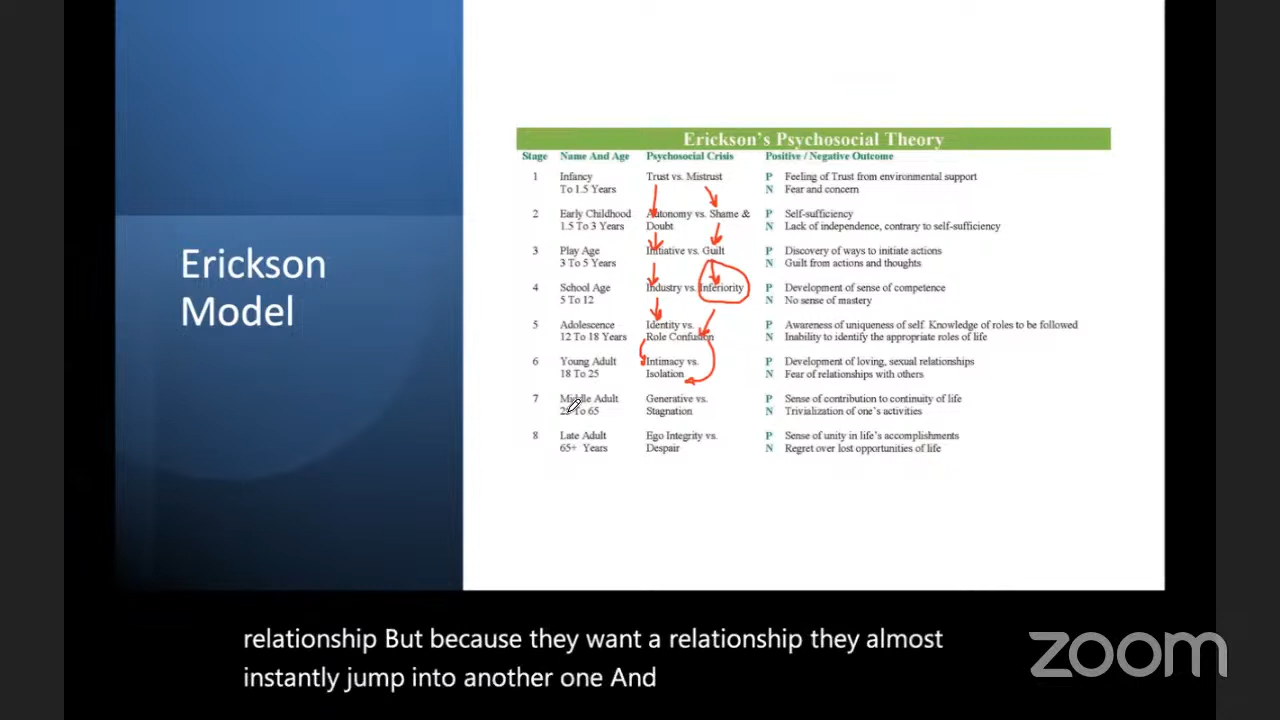 Erickson
Model
Erickson's Psychosocial Theory
Stage Name And Age Psychosocial Crisis Positive / Negative Outcome
1 Infancy Trust vs. Mistrust P Feeling of Trust from environmental support
To 1.5 Years N Fear and concern
2 Early Childhood Autonomy vs. Shame & P Self-sufficiency
1.5 To 3 Years Doubt N Lack of independence, contrary to self-sufficiency
3 Play Age Initiative vs. Guilt P Discovery of ways to initiate actions
3 To 5 Years N Guilt from actions and thoughts
4 School Age Industry vs. Inferiority P Development of sense of competence
5 To 12 N No sense of mastery
5 Adolescence Identity vs. P Awareness of uniqueness of self. Knowledge of roles to be followed
12 To 18 Years Role Confusion N Inability to identify the appropriate roles of life
6 Young Adult Intimacy vs. P Development of loving, sexual relationships
18 To 25 Isolation N Fear of relationships with others
7 Middle Adult Generative vs. P Sense of contribution to continuity of life
25 To 65 Stagnation N Trivialization of one's activities
8 Late Adult Ego Integrity vs. P Sense of unity in life's accomplishments
65+ Years Despair N Regret over lost opportunities of life
relationship But because they want a relationship they almost
instantly jump into another one And
zoom